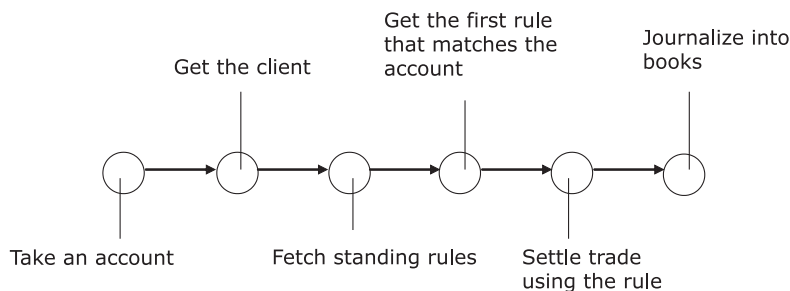 Take an account
Get the client
Fetch standing rules
Get the first rule
that matches the
account
Settle trade
using the rule
Journalize into
books